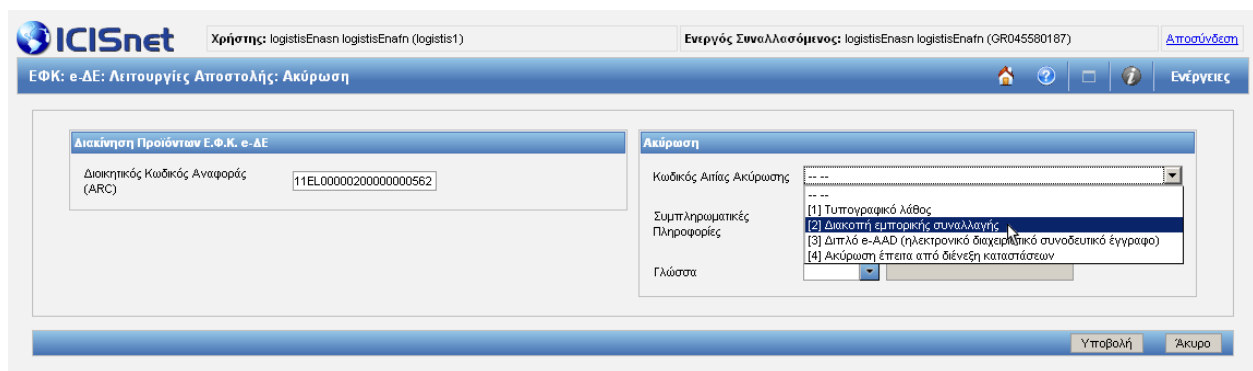 ICISnet
Χρήστης: logistisEnasn logistisEnafn (logistis1)
Ενεργός Συναλλασόμενος: logistisEnasn logistisEnafn (GR045580187)
Αποσύνδεση
ΕΦΚ: e-ΔΕ: Λειτουργίες Αποστολής: Ακύρωση
Ενέργειες
Διακίνηση Προϊόντων Ε.Φ.Κ. e-ΔΕ
Διοικητικός Κωδικός Αναφοράς
(ARC)
11EL00000200000000562
Ακύρωση
Κωδικός Αιτίας Ακύρωσης
-- --
-- --
[1] Τυπογραφικό λάθος
[2] Διακοπή εμπορικής συναλλαγής
[3] Διπλό e-AAD (ηλεκτρονικό διαχειριστικό συνοδευτικό έγγραφο)
[4] Ακύρωση έπειτα από διένεξη καταστάσεων
Συμπληρωματικές
Πληροφορίες
Γλώσσα
Υποβολή
Άκυρο